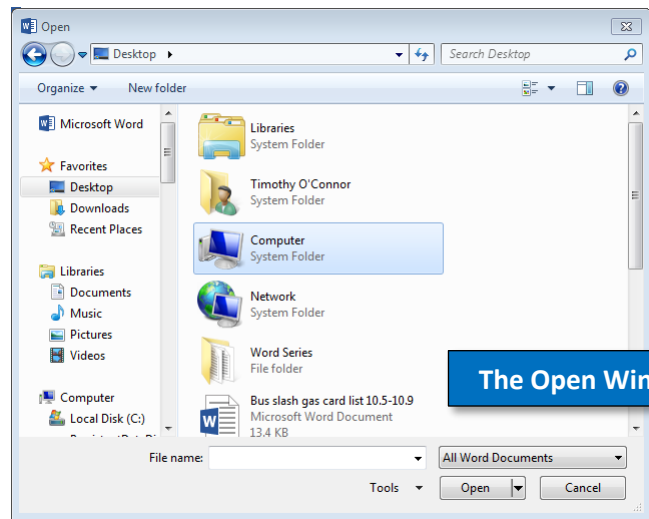 Open
Desktop
Search Desktop
Organize
New folder
Microsoft Word
Favorites
Desktop
Downloads
Recent Places
Libraries
Documents
Music
Pictures
Videos
Computer
Local Disk (C:)
Libraries
System Folder
Timothy O'Connor
System Folder
Computer
System Folder
Network
System Folder
Word Series
File folder
Bus slash gas card list 10.5-10.9
Microsoft Word Document
13.4 KB
The Open Win
File name:
All Word Documents
Tools
Open
Cancel